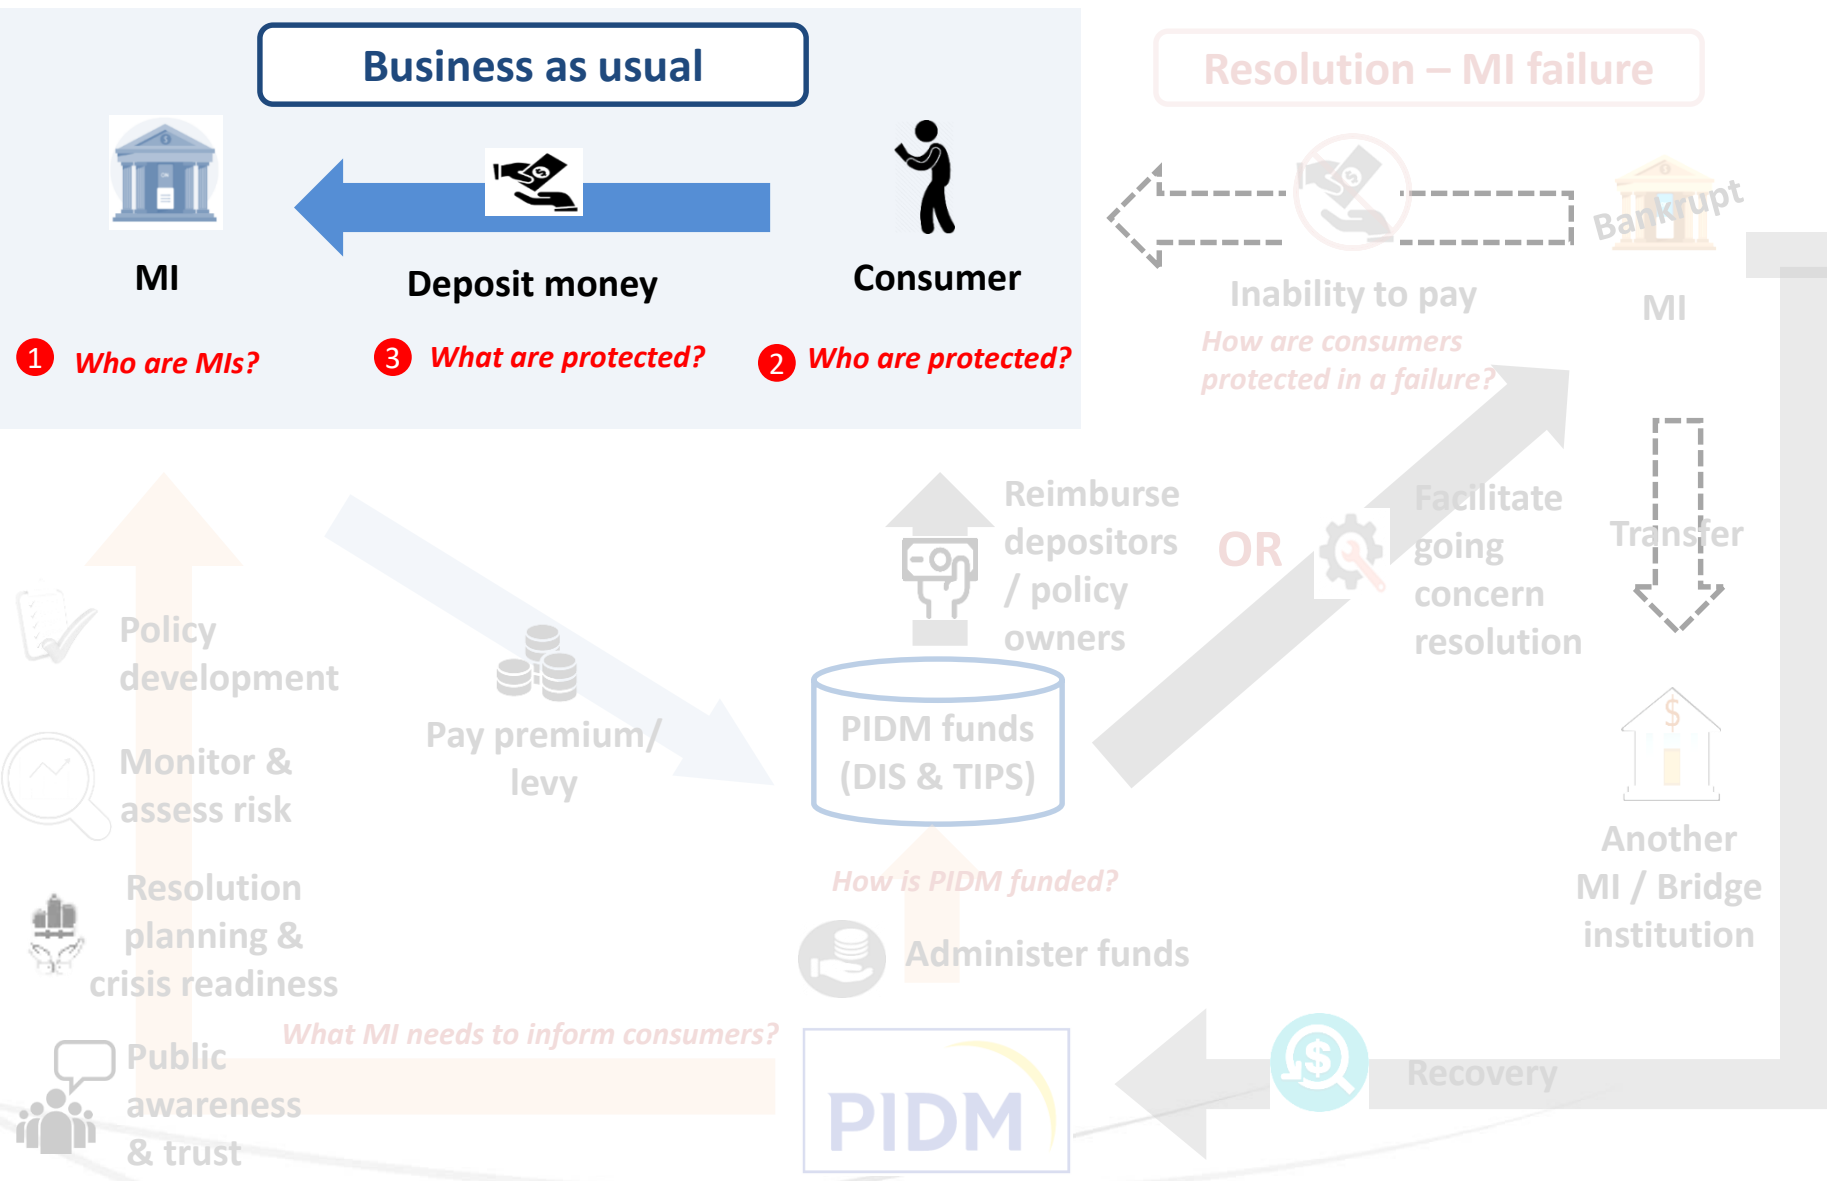 Business as usual
MI
Deposit money
Consumer
1 Who are MIs?
3 What are protected?
2 Who are protected?
Resolution – MI failure
Inability to pay
Bankrupt
MI
How are consumers
protected in a failure?
Reimburse
depositors
/ policy
owners
OR
Facilitate
going
concern
resolution
Transfer
Policy
development
Pay premium/
levy
PIDM funds
(DIS & TIPS)
Monitor &
assess risk
$
Another
MI / Bridge
institution
Resolution
planning &
crisis readiness
How is PIDM funded?
Administer funds
What MI needs to inform consumers?
Public
awareness
& trust
PIDM
$
Recovery